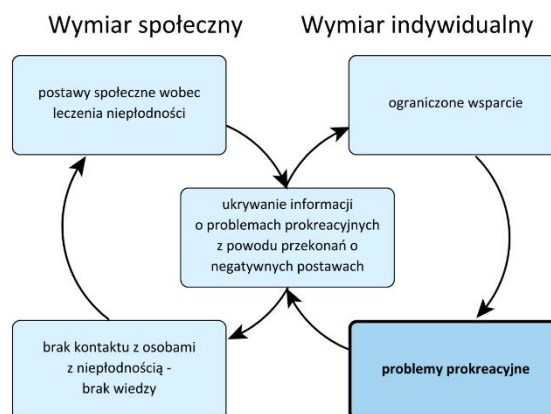 Wymiar społeczny
Wymiar indywidualny
postawy społeczne wobec
leczenia niepłodności
ograniczone wsparcie
ukrywanie informacji
o problemach prokreacyjnych
z powodu przekonań o
negatywnych postawach
brak kontaktu z osobami
z niepłodnością -
brak wiedzy
problemy prokreacyjne